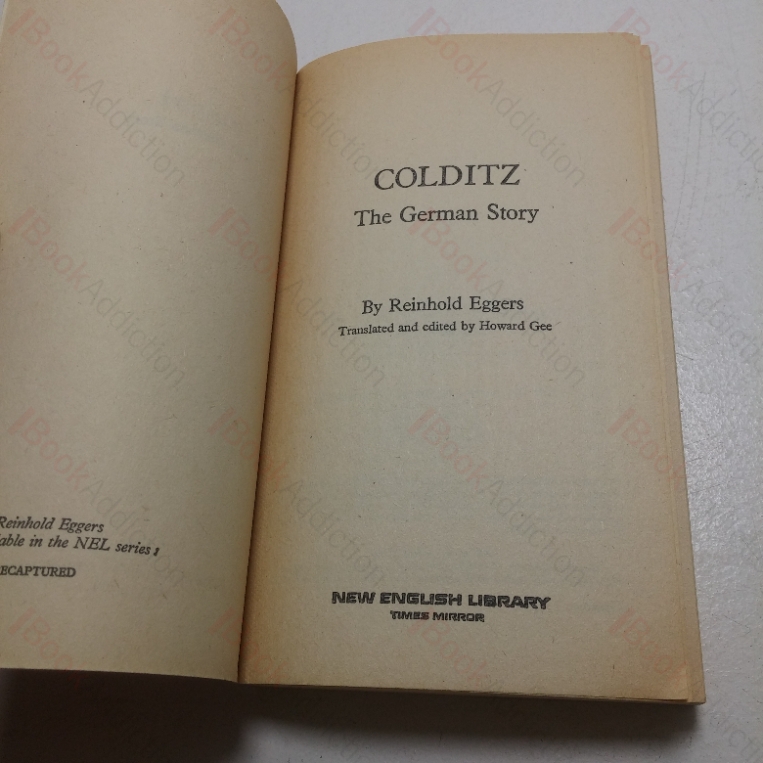 Reinhold Eggers
able in the NEL series:
ECAPTURED
COLDITZ
The German Story
By Reinhold Eggers
Translated and edited by Howard Gee
NEW ENGLISH LIBRARY
TIMES MIRROR
BookAddiction